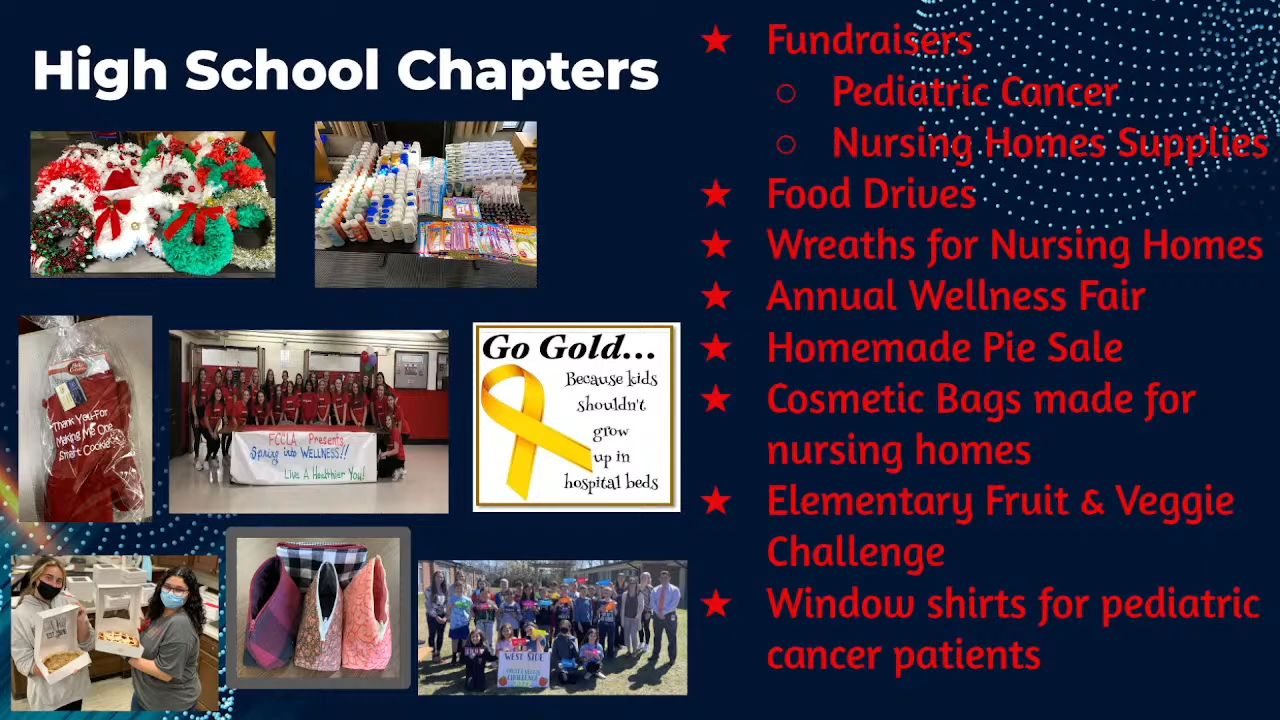 High School Chapters
★ Fundraisers
○ Pediatric Cancer
○ Nursing Homes Supplies
★ Food Drives
★ Wreaths for Nursing Homes
★ Annual Wellness Fair
★ Homemade Pie Sale
★ Cosmetic Bags made for
nursing homes
★ Elementary Fruit & Veggie
Challenge
★ Window shirts for pediatric
cancer patients
Thank You For
Making Me One
Smart Cookie
FCCLA Presents
Spring into WELLNESS!!
Live A Healthier You!
Go Gold...
Because kids
shouldn't
grow
up in
hospital beds
WEST SIDE
CHALLENGE